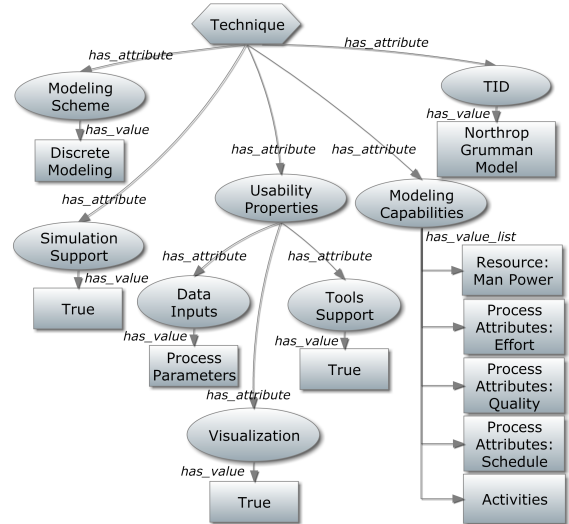 Technique
has_attribute
has_attribute
Modeling
Scheme
TID
has_value
has_value
Discrete
Modeling
Northrop
Grumman
Model
has_attribute
has_attribute
has_attribute
Usability
Properties
Modeling
Capabilities
Simulation
Support
has_value_list
has_attribute
has_attribute
Resource:
Man Power
has_value
True
Data
Inputs
Tools
Support
Process
Attributes:
Effort
has_value
has_value
Process
Parameters
True
Process
Attributes:
Quality
has_attribute
Visualization
Process
Attributes:
Schedule
has_value
True
Activities